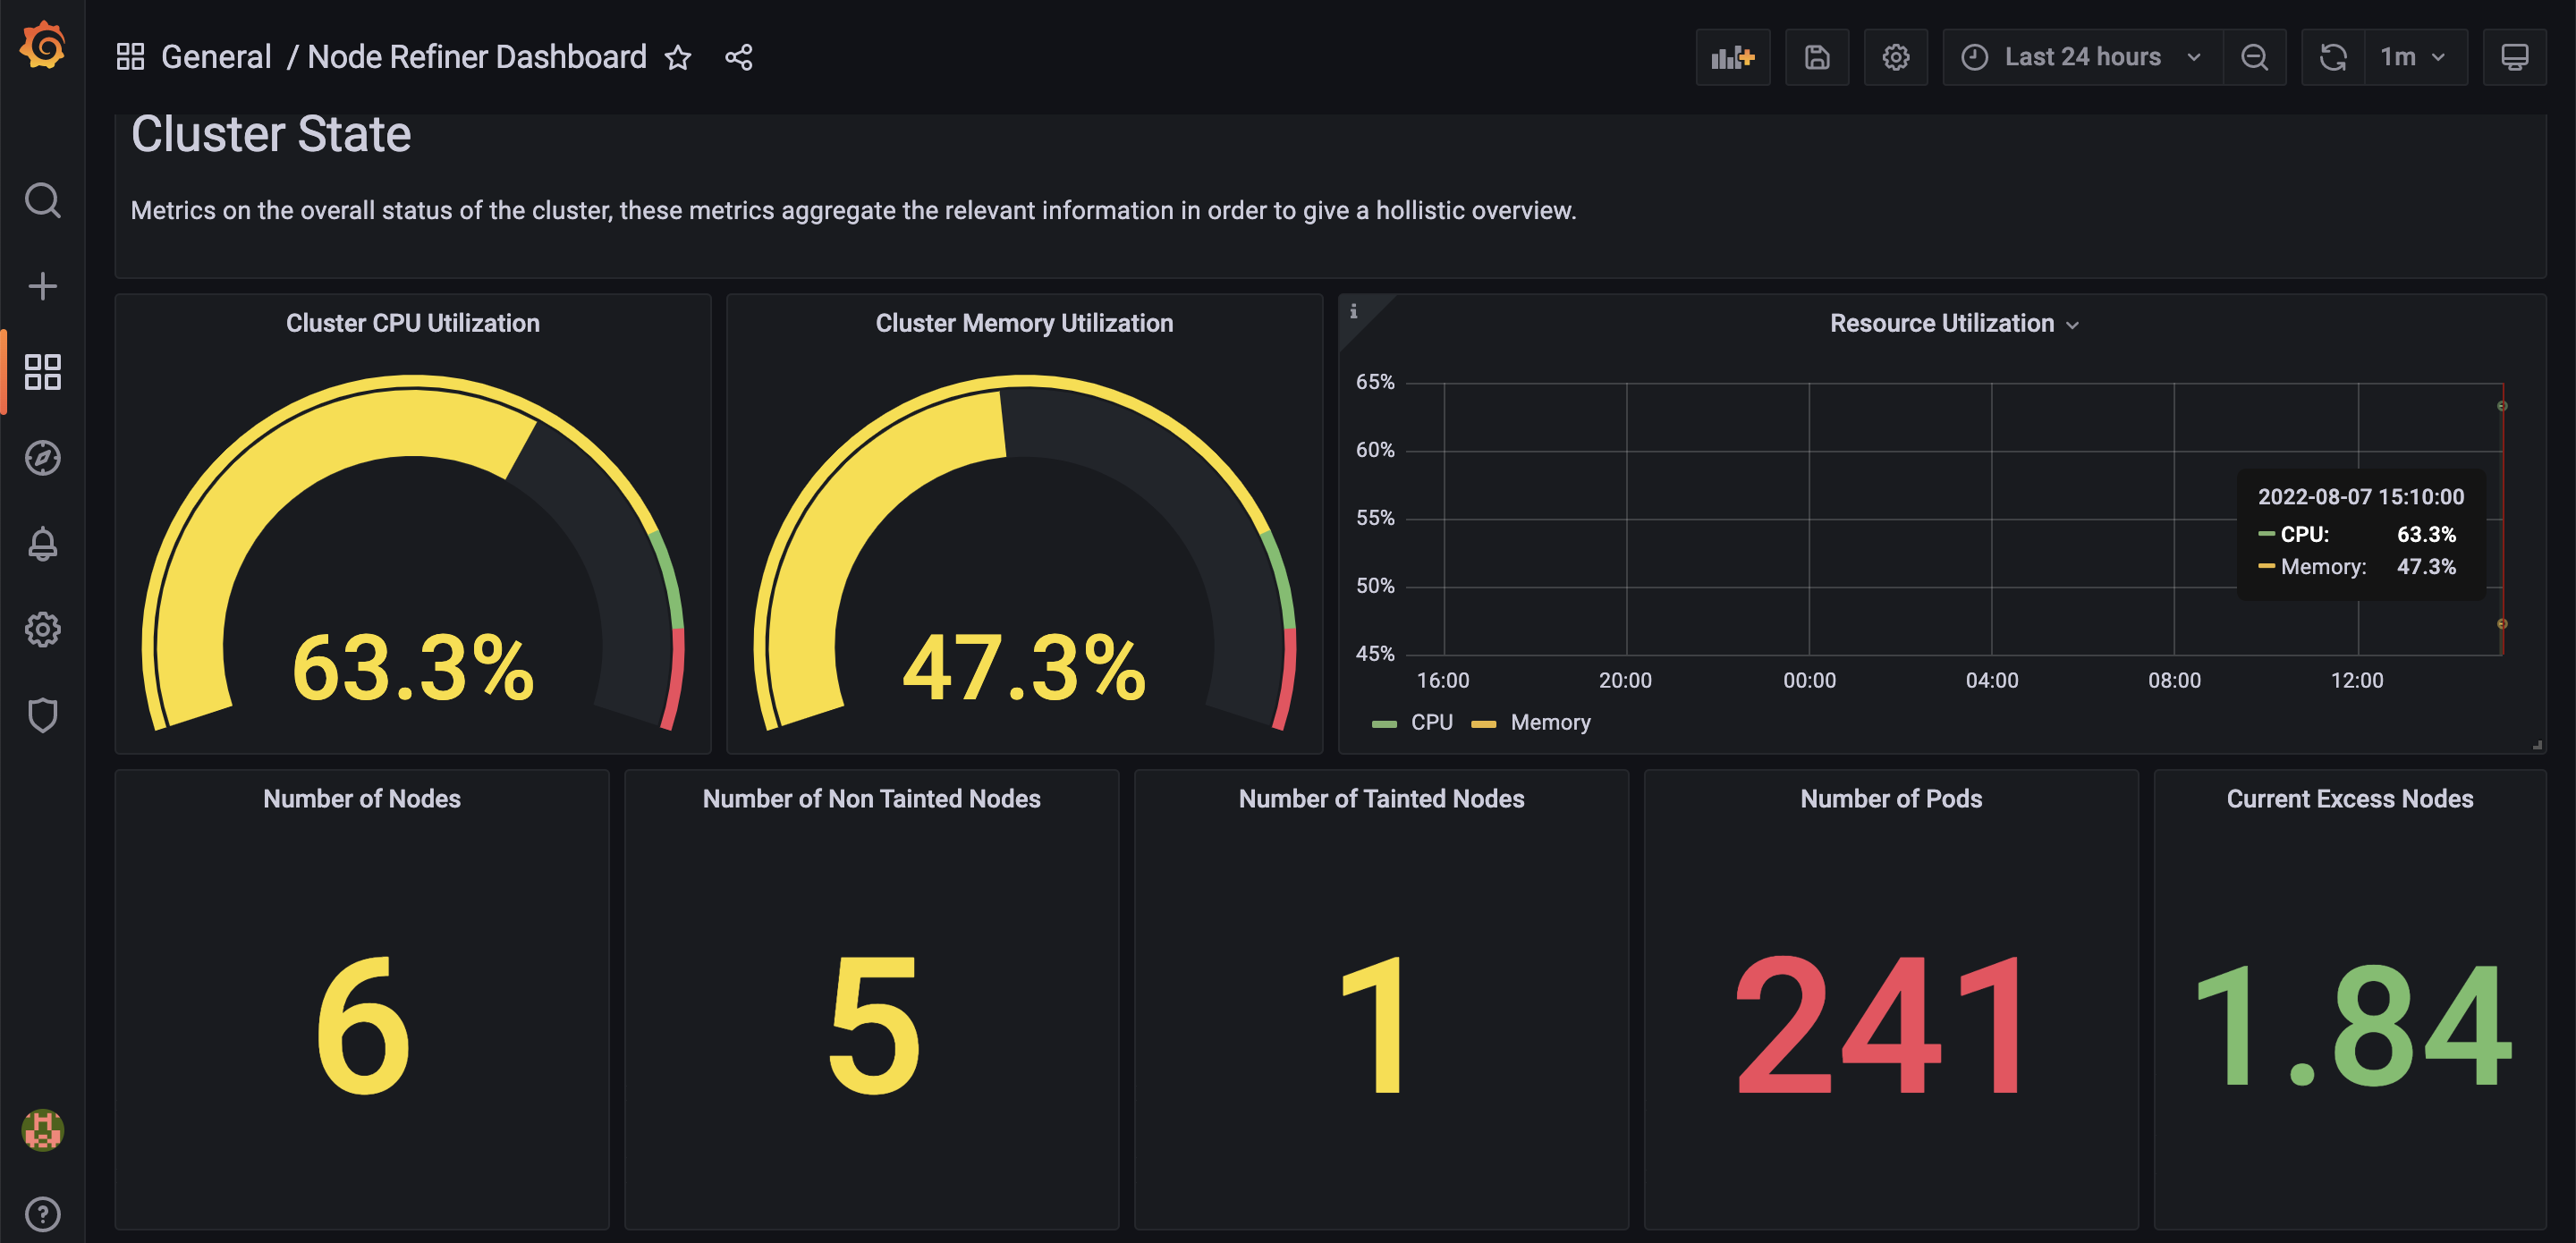 General / Node Refiner Dashboard
Last 24 hours
1m
Cluster State
Metrics on the overall status of the cluster, these metrics aggregate the relevant information in order to give a hollistic overview.
Cluster CPU Utilization
63.3%
Cluster Memory Utilization
47.3%
i
Resource Utilization
65%
60%
55%
50%
45%
16:00 20:00 00:00 04:00 08:00 12:00
2022-08-07 15:10:00
CPU: 63.3%
Memory: 47.3%
CPU Memory
Number of Nodes
6
Number of Non Tainted Nodes
5
Number of Tainted Nodes
1
Number of Pods
241
Current Excess Nodes
1.84
?